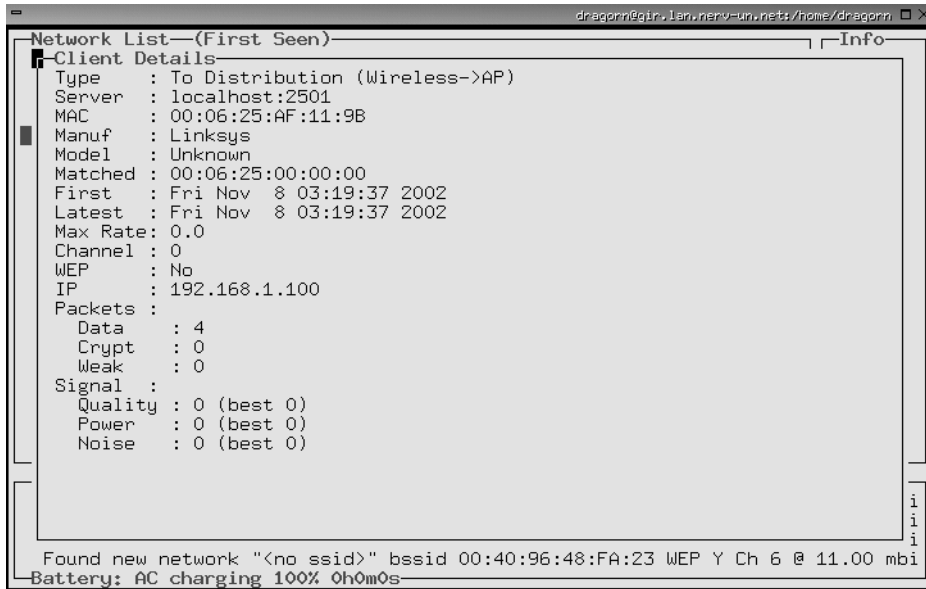 dragorn@gir.lan.nerv-un.net:/home/dragorn
Network List—(First Seen)
Info
Client Details
Type : To Distribution (Wireless->AP)
Server : localhost:2501
MAC : 00:06:25:AF:11:9B
Manuf : Linksys
Model : Unknown
Matched : 00:06:25:00:00:00
First : Fri Nov 8 03:19:37 2002
Latest : Fri Nov 8 03:19:37 2002
Max Rate: 0.0
Channel : 0
WEP : No
IP : 192.168.1.100
Packets :
Data : 4
Crypt : 0
Weak : 0
Signal :
Quality : 0 (best 0)
Power : 0 (best 0)
Noise : 0 (best 0)
i
i
i
Found new network "<no ssid>" bssid 00:40:96:48:FA:23 WEP Y Ch 6 @ 11.00 mbi
Battery: AC charging 100% 0h0m0s